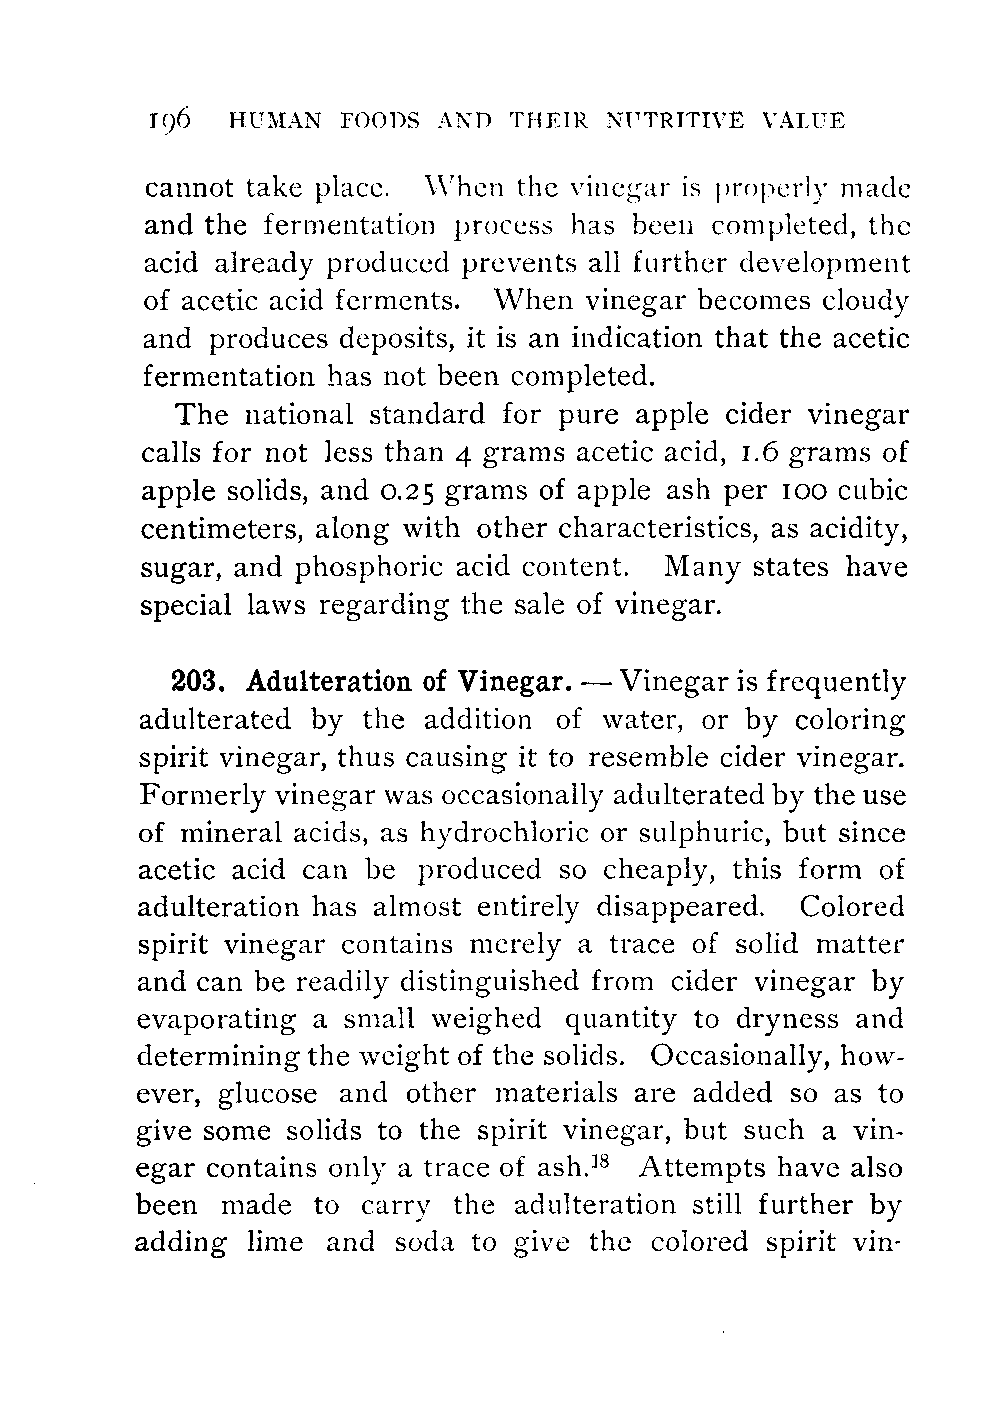 196 HUMAN FOODS AND THEIR NUTRITIVE VALUE
cannot take place. When the vinegar is properly made
and the fermentation process has been completed, the
acid already produced prevents all further development
of acetic acid ferments. When vinegar becomes cloudy
and produces deposits, it is an indication that the acetic
fermentation has not been completed.
The national standard for pure apple cider vinegar
calls for not less than 4 grams acetic acid, 1.6 grams of
apple solids, and 0.25 grams of apple ash per 100 cubic
centimeters, along with other characteristics, as acidity,
sugar, and phosphoric acid content. Many states have
special laws regarding the sale of vinegar.
203. Adulteration of Vinegar. — Vinegar is frequently
adulterated by the addition of water, or by coloring
spirit vinegar, thus causing it to resemble cider vinegar.
Formerly vinegar was occasionally adulterated by the use
of mineral acids, as hydrochloric or sulphuric, but since
acetic acid can be produced so cheaply, this form of
adulteration has almost entirely disappeared. Colored
spirit vinegar contains merely a trace of solid matter
and can be readily distinguished from cider vinegar by
evaporating a small weighed quantity to dryness and
determining the weight of the solids. Occasionally, how-
ever, glucose and other materials are added so as to
give some solids to the spirit vinegar, but such a vin-
egar contains only a trace of ash.¹⁸ Attempts have also
been made to carry the adulteration still further by
adding lime and soda to give the colored spirit vin-